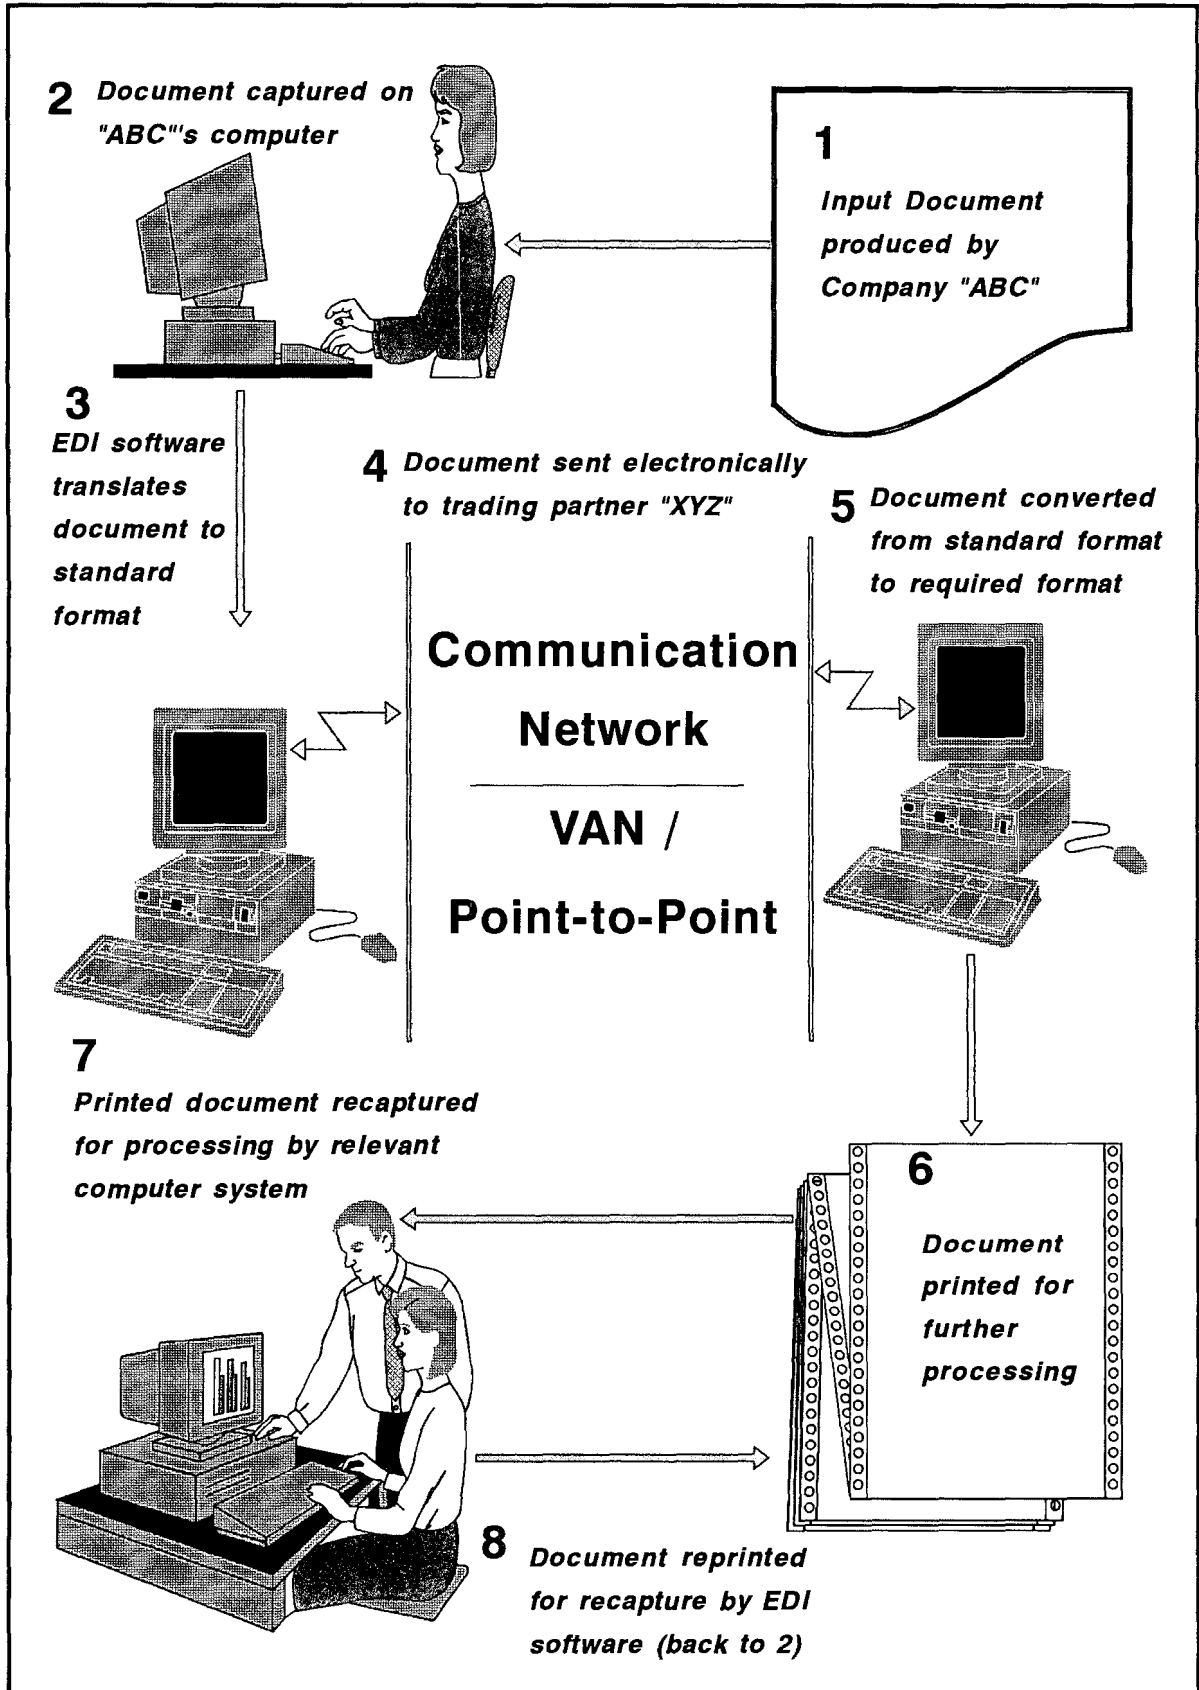 1
Input Document
produced by
Company "ABC"
2 Document captured on
"ABC"'s computer
3
EDI software
translates
document to
standard
format
4 Document sent electronically
to trading partner "XYZ"
Communication
Network
VAN /
Point-to-Point
5 Document converted
from standard format
to required format
6
Document
printed for
further
processing
7
Printed document recaptured
for processing by relevant
computer system
8 Document reprinted
for recapture by EDI
software (back to 2)